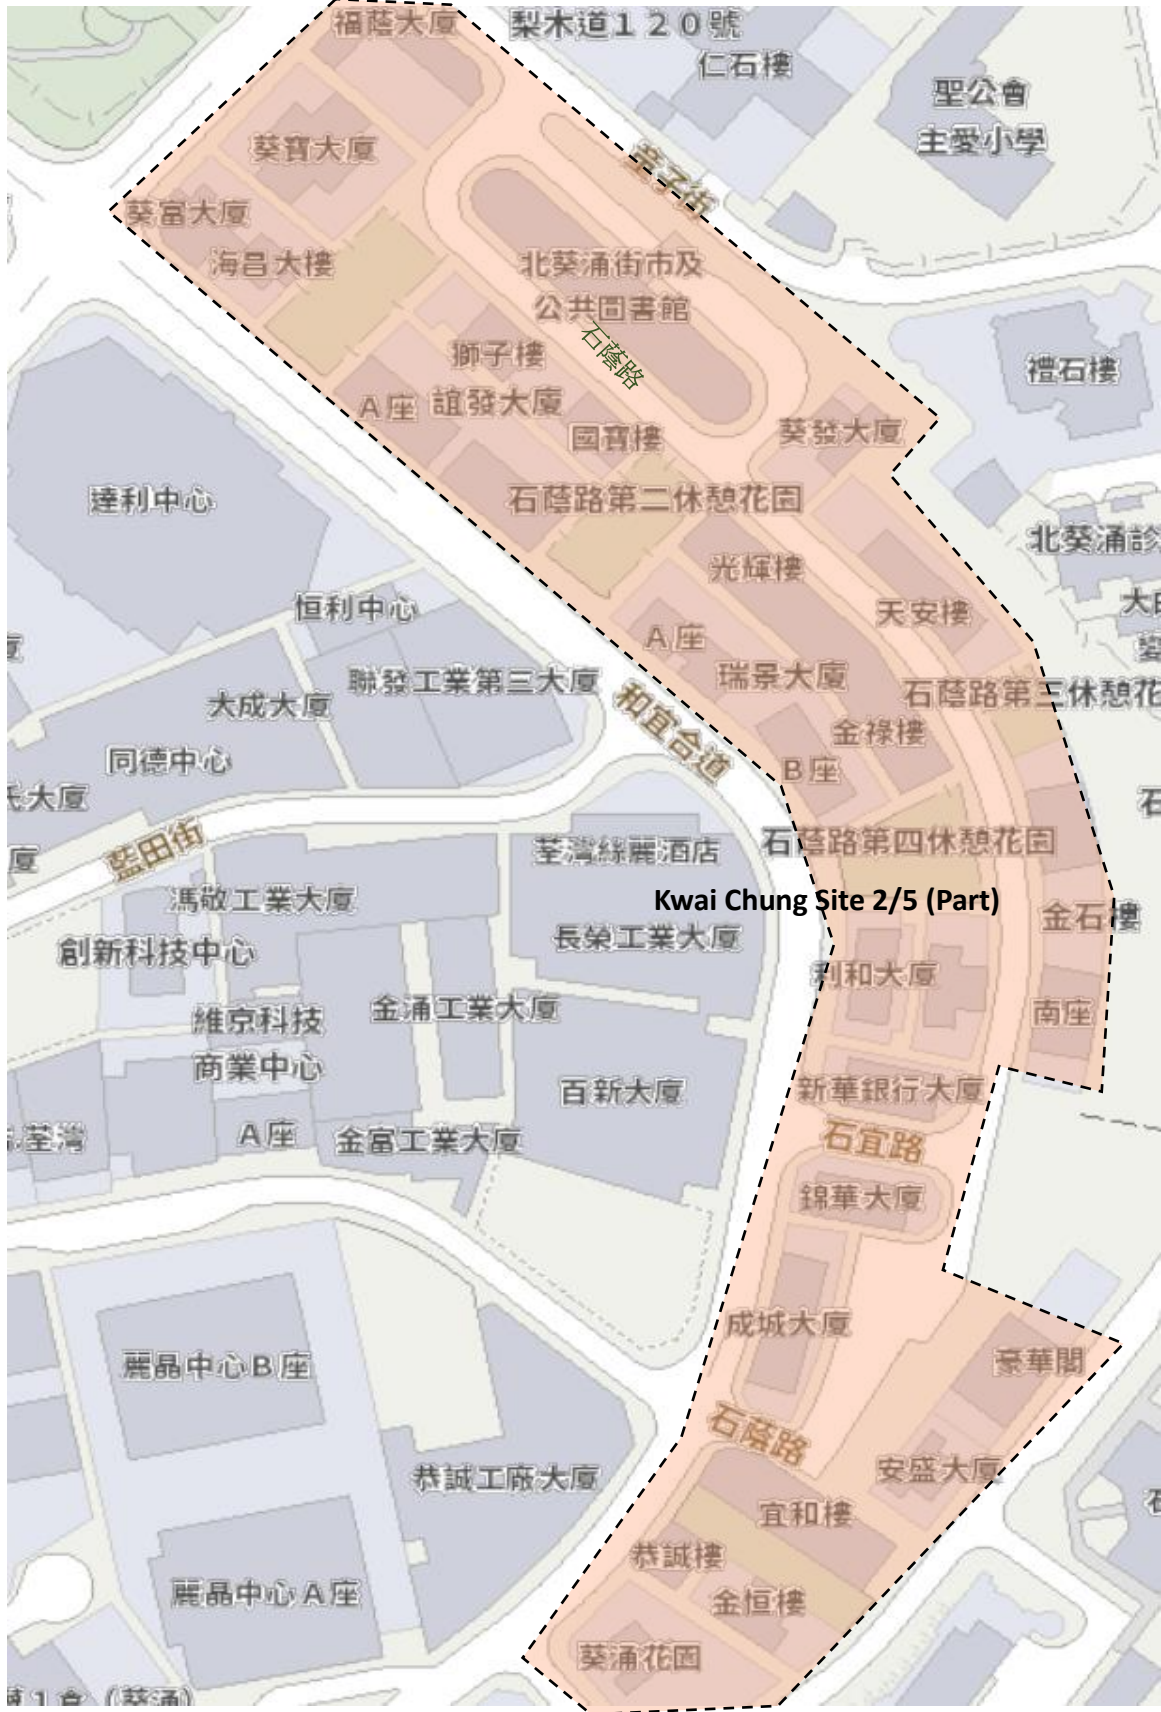 福蔭大廈
梨木道120號
仁石樓
聖公會
主愛小學
葵寶大廈
童子街
葵富大廈
海昌大樓
北葵涌街市及
公共圖書館
石蔭路
獅子樓
禮石樓
A座
誼發大廈
國寶樓
葵發大廈
達利中心
石蔭路第二休憩花園
北葵涌診
光輝樓
恒利中心
天安樓
A座
瑞景大廈
聯發工業第三大廈
石蔭路第三休憩花
大成大廈
和宜合道
金祿樓
同德中心
B座
氏大廈
石
藍田街
廈
荃灣絲麗酒店
石蔭路第四休憩花園
馮敬工業大廈
Kwai Chung Site 2/5 (Part)
金石樓
創新科技中心
長榮工業大廈
利和大廈
金涌工業大廈
南座
維京科技
商業中心
百新大廈
新華銀行大廈
荃灣
A座
金富工業大廈
石宜路
錦華大廈
成城大廈
麗晶中心B座
豪華閣
石蔭路
恭誠工廠大廈
安盛大廈
宜和樓
恭誠樓
麗晶中心A座
金恒樓
葵涌花園
1倉(葵涌)